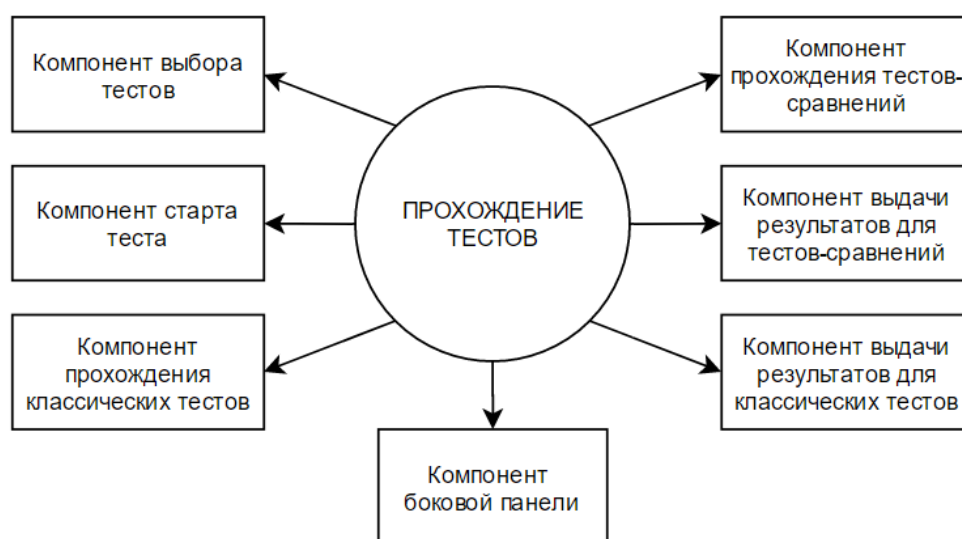 Компонент выбора
тестов
Компонент старта
теста
Компонент
прохождения
классических тестов
ПРОХОЖДЕНИЕ
ТЕСТОВ
Компонент
боковой панели
Компонент
прохождения тестов-
сравнений
Компонент выдачи
результатов для
тестов-сравнений
Компонент выдачи
результатов для
классических тестов